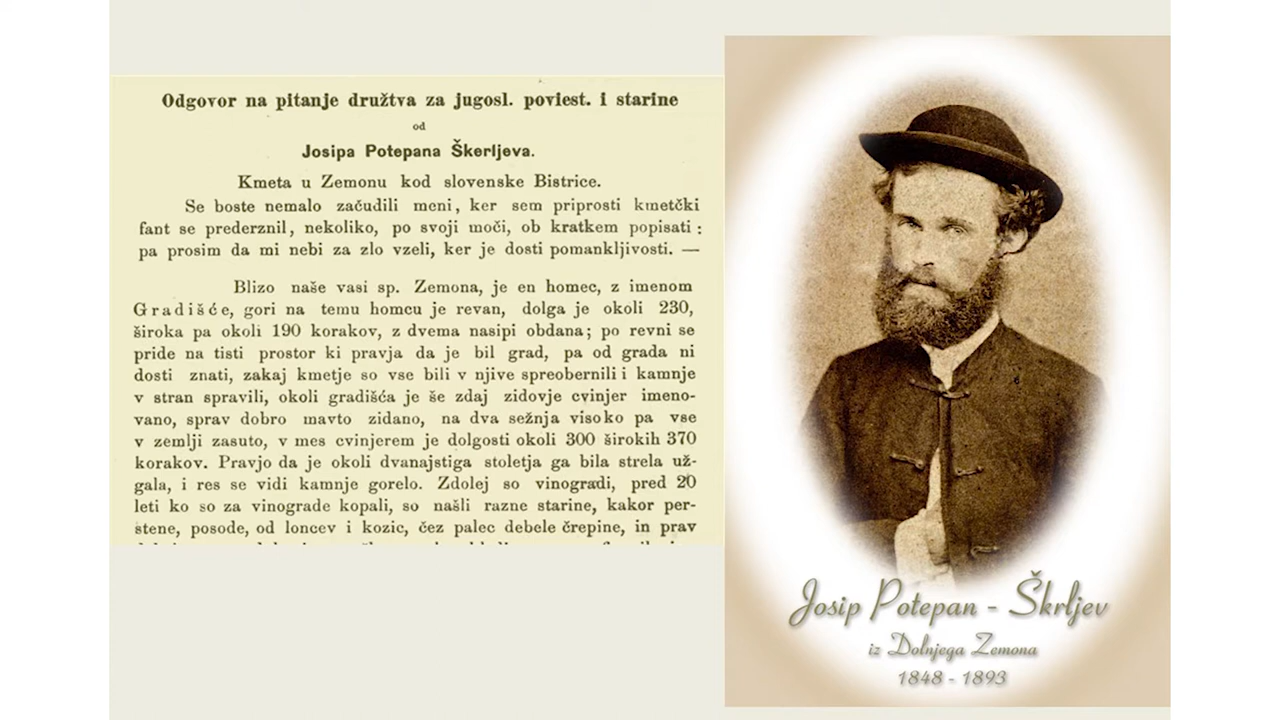 Odgovor na pitanje družtva za jugosl. poviest. i starine
od
Josipa Potepana Škerljeva.
Kmeta u Zemonu kod slovenske Bistrice.
Se boste nemalo začudili meni, ker sem priprosti kmetčki
fant se prederznil, nekoliko, po svoji moči, ob kratkem popisati:
pa prosim da mi nebi za zlo vzeli, ker je dosti pomankljivosti. —
Blizo naše vasi sp. Zemona, je en homec, z imenom
Gradišće, gori na temu homcu je revan, dolga je okoli 230,
široka pa okoli 190 korakov, z dvema nasipi obdana; po revni se
pride na tisti prostor ki pravja da je bil grad, pa od grada ni
dosti znati, zakaj kmetje so vse bili v njive spreobernili i kamnje
v stran spravili, okoli gradišća je še zdaj zidovje cvinjer imeno-
vano, sprav dobro mavto zidano, na dva sežnja visoko pa vse
v zemlji zasuto, v mes cvinjerem je dolgosti okoli 300 širokih 370
korakov. Pravjo da je okoli dvanajstiga stoletja ga bila strela už-
gala, i res se vidi kamnje gorelo. Zdolej so vinogradi, pred 20
leti ko so za vinograde kopali, so našli razne starine, kakor per-
stene, posode, od loncev i kozic, čez palec debele črepine, in prav
Josip Potepan - Škrljev
iz Dolnjega Zemona
1848 - 1893